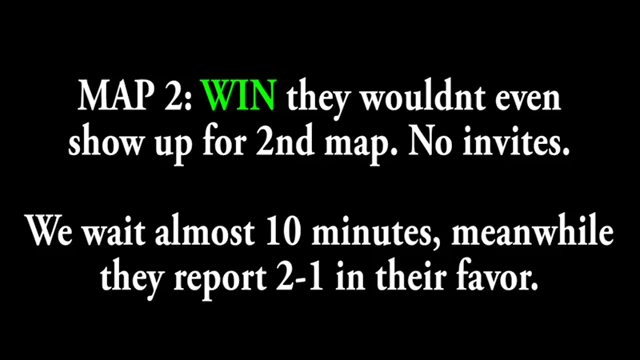 MAP 2: WIN they wouldnt even
show up for 2nd map. No invites.
We wait almost 10 minutes, meanwhile
they report 2-1 in their favor.